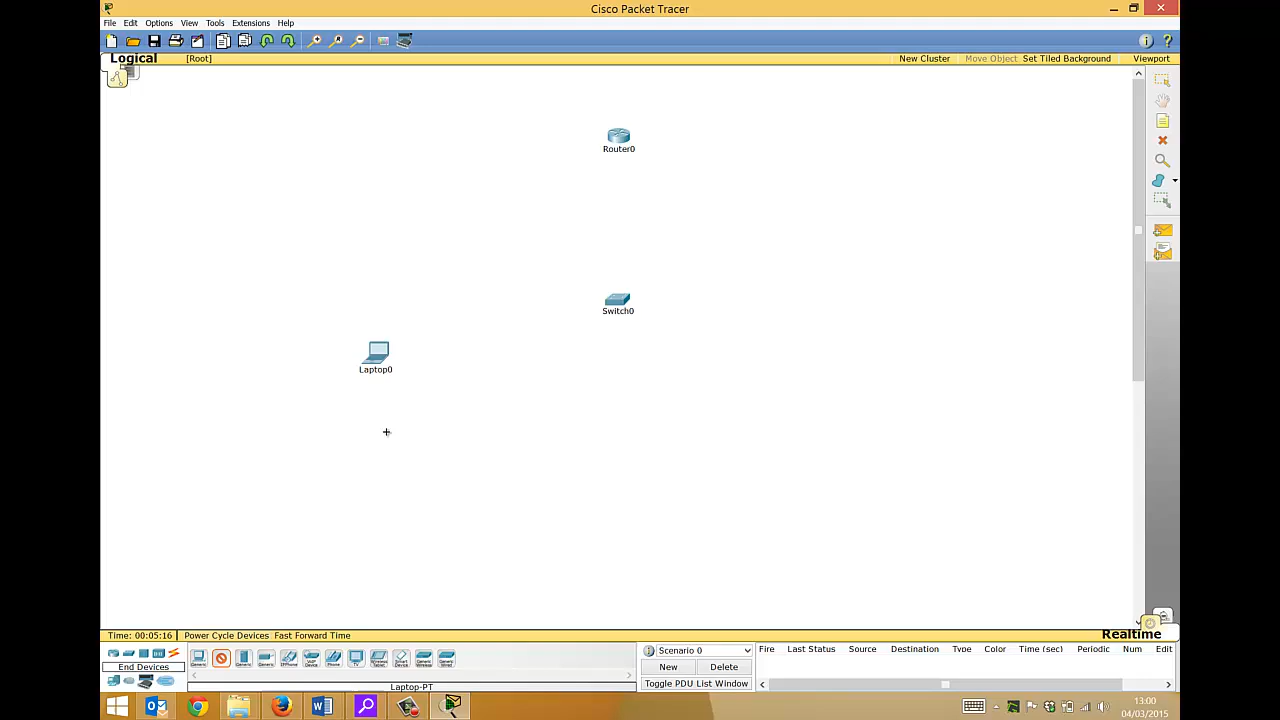 Cisco Packet Tracer
File Edit Options View Tools Extensions Help
Logical [Root] New Cluster Move Object Set Tiled Background Viewport
Router0
Switch0
Laptop0
Time: 00:05:16 Power Cycle Devices Fast Forward Time
Realtime
Scenario 0
Fire Last Status Source Destination Type Color Time (sec) Periodic Num Edit
End Devices
New Delete
Toggle PDU List Window
Laptop-PT
13:00
04/03/2015